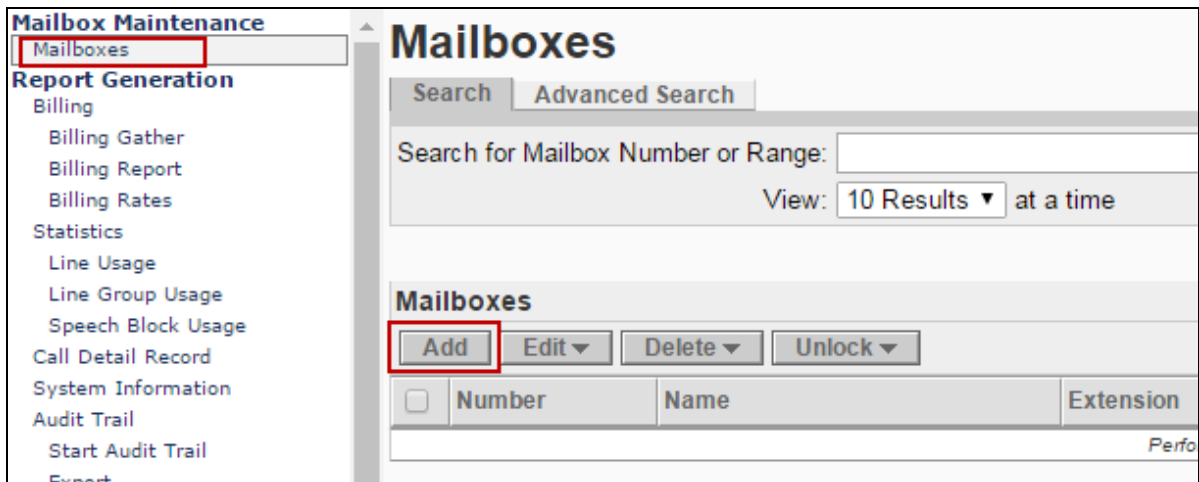 Mailbox Maintenance
Mailboxes
Report Generation
Billing
Billing Gather
Billing Report
Billing Rates
Statistics
Line Usage
Line Group Usage
Speech Block Usage
Call Detail Record
System Information
Audit Trail
Start Audit Trail
Export
Mailboxes
Search Advanced Search
Search for Mailbox Number or Range:
View: 10 Results at a time
Mailboxes
Add Edit Delete Unlock
Number Name Extension
Perfo